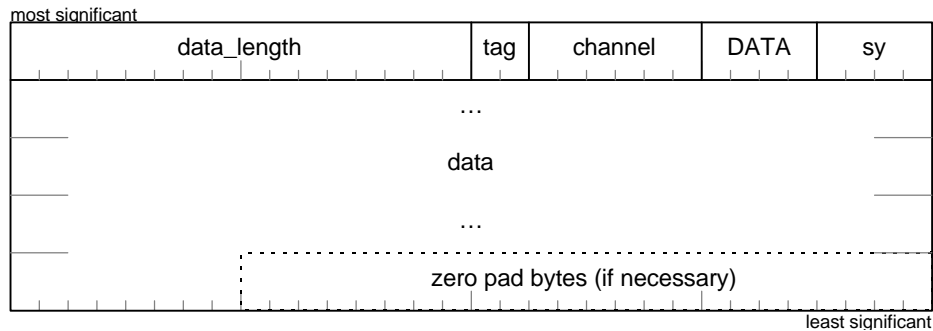 most significant
data_length tag channel DATA sy
...
data
...
zero pad bytes (if necessary)
least significant